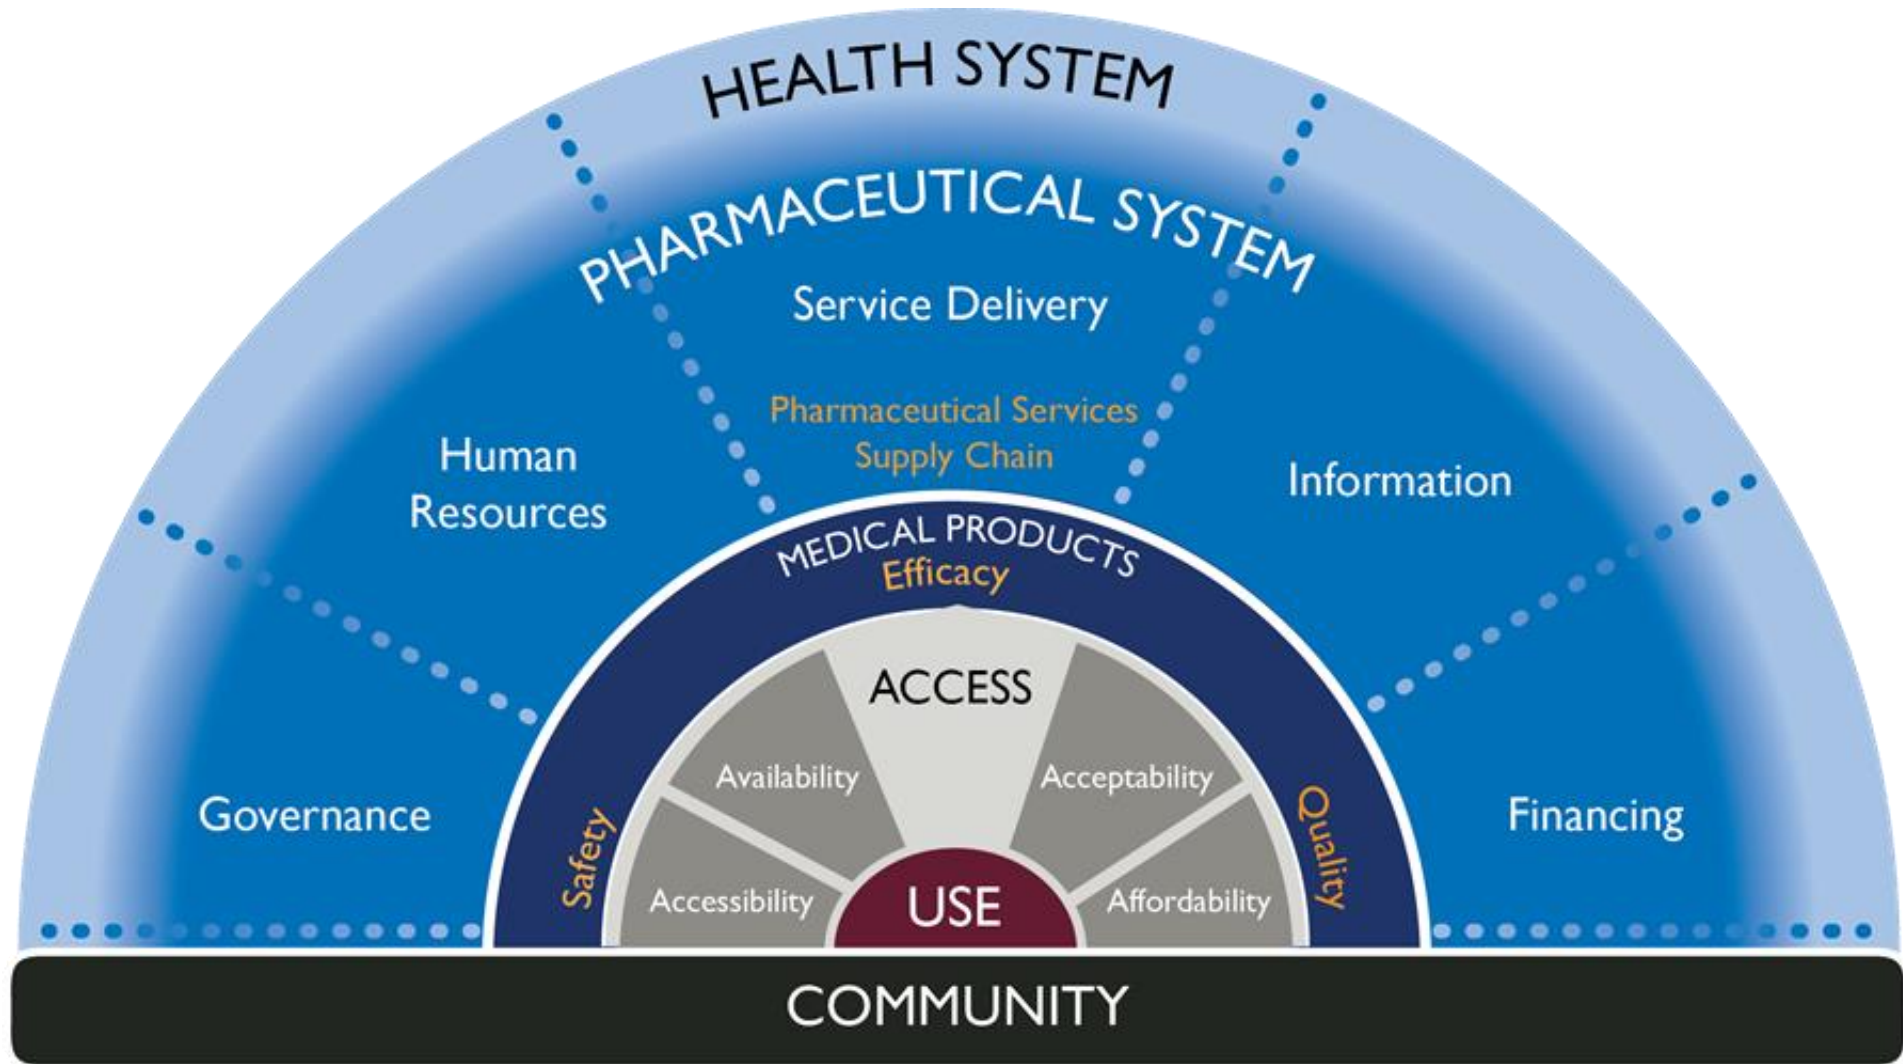 HEALTH SYSTEM
PHARMACEUTICAL SYSTEM
Service Delivery
Pharmaceutical Services
Supply Chain
Human
Resources
Information
Governance
Financing
MEDICAL PRODUCTS
Efficacy
Safety
Quality
ACCESS
Availability
Acceptability
Accessibility
Affordability
USE
COMMUNITY